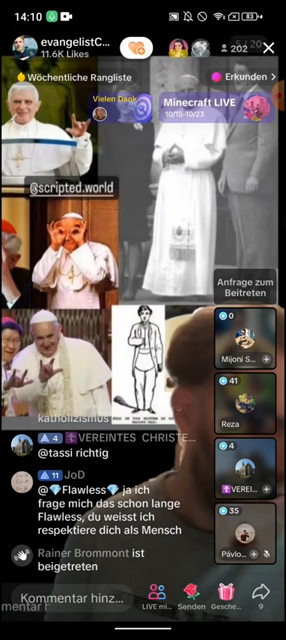 14:10
83
evangelistC...
11.6K Likes
202
Wöchentliche Rangliste
Erkunden >
Vielen Dank
Minecraft LIVE
10/15-10/23
@scripted.world
Anfrage zum
Beitreten
0
Mijoni S...
41
Reza
4
VEREI...
35
Pávlo...
katholizismus
4 VEREINTES CHRISTE...
@tassi richtig
11 JoD
@💎Flawless💎 ja ich
frage mich das schon lange
Flawless, du weisst ich
respektiere dich als Mensch
Rainer Brommont ist
beigetreten
Kommentar hinz...
LIVE mi...
Senden
Gesche...
9